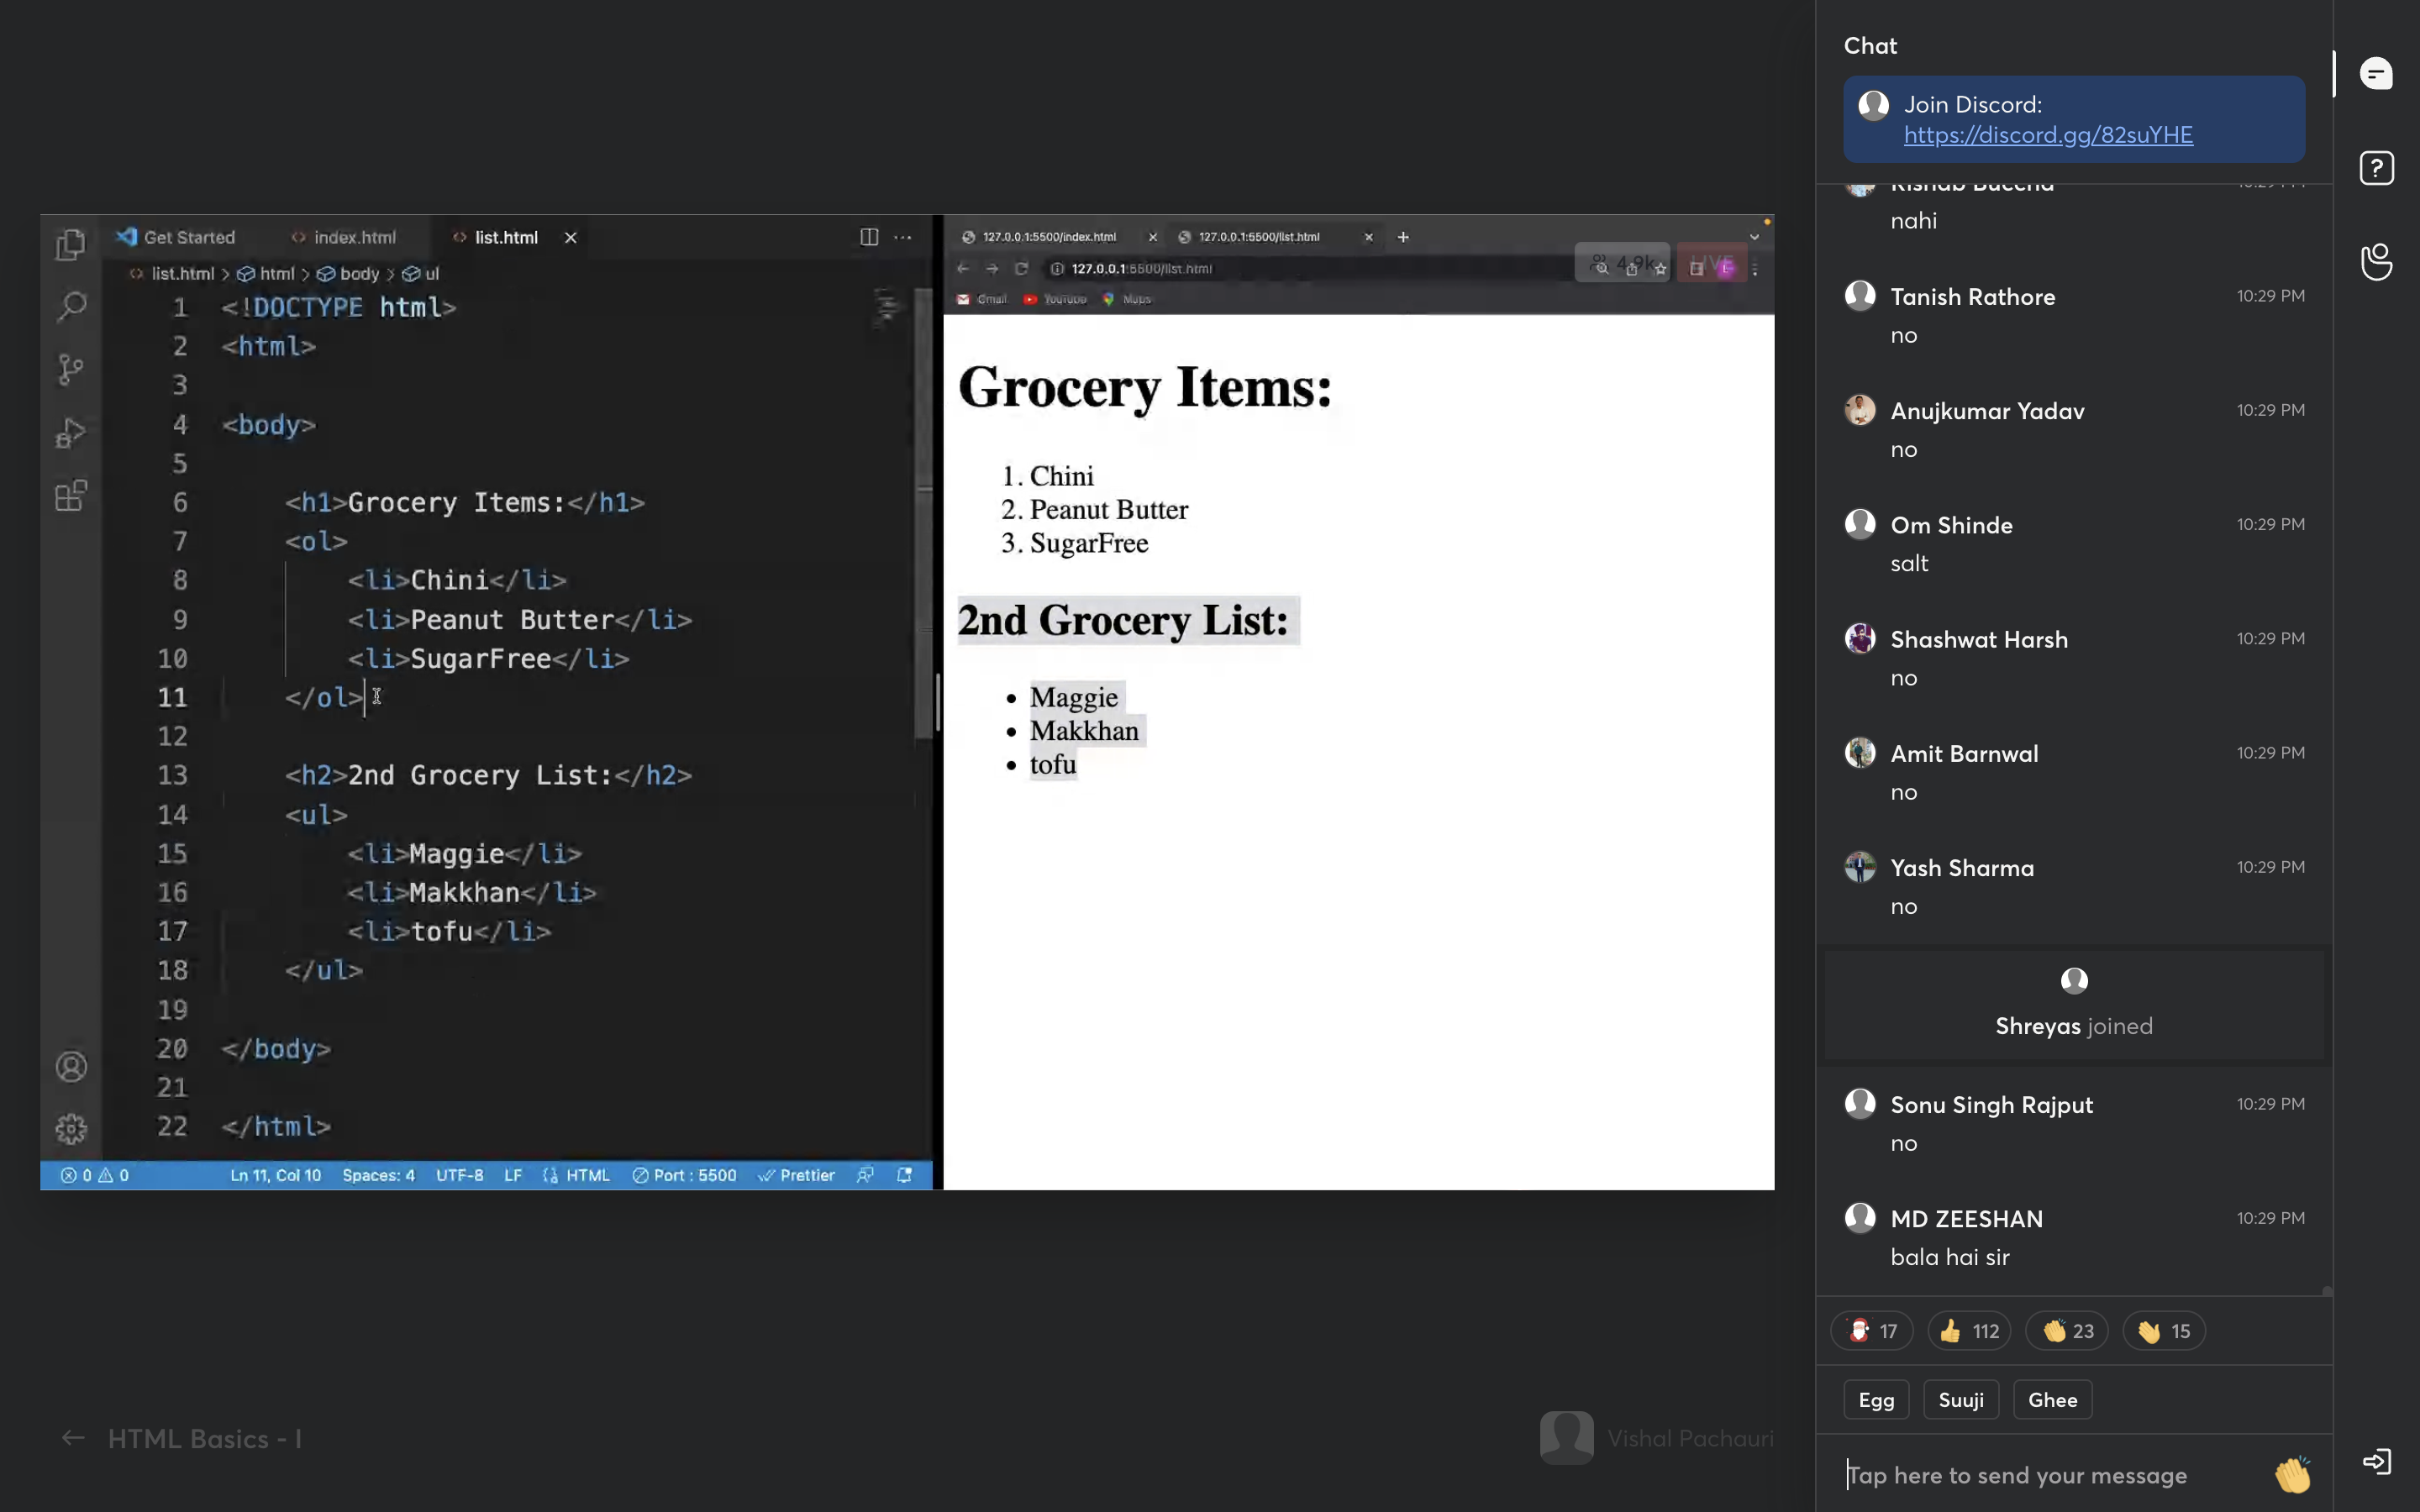 Get Started
index.html
list.html
list.html > html > body > ul
1 <!DOCTYPE html>
2 <html>
3
4 <body>
5
6 <h1>Grocery Items:</h1>
7 <ol>
8 <li>Chini</li>
9 <li>Peanut Butter</li>
10 <li>SugarFree</li>
11 </ol>
12
13 <h2>2nd Grocery List:</h2>
14 <ul>
15 <li>Maggie</li>
16 <li>Makkhan</li>
17 <li>tofu</li>
18 </ul>
19
20 </body>
21
22 </html>
0 0 Ln 11, Col 10 Spaces: 4 UTF-8 LF HTML Port : 5500 Prettier
127.0.0.1:5500/index.html
127.0.0.1:5500/list.html
127.0.0.1:5500/list.html
4.9k LIVE
Gmail YouTube Maps
Grocery Items:
1. Chini
2. Peanut Butter
3. SugarFree
2nd Grocery List:
• Maggie
• Makkhan
• tofu
HTML Basics - I
Vishal Pachauri
Chat
Join Discord:
https://discord.gg/82suYHE
nahi
Tanish Rathore 10:29 PM
no
Anujkumar Yadav 10:29 PM
no
Om Shinde 10:29 PM
salt
Shashwat Harsh 10:29 PM
no
Amit Barnwal 10:29 PM
no
Yash Sharma 10:29 PM
no
Shreyas joined
Sonu Singh Rajput 10:29 PM
no
MD ZEESHAN 10:29 PM
bala hai sir
17 112 23 15
Egg Suuji Ghee
Tap here to send your message